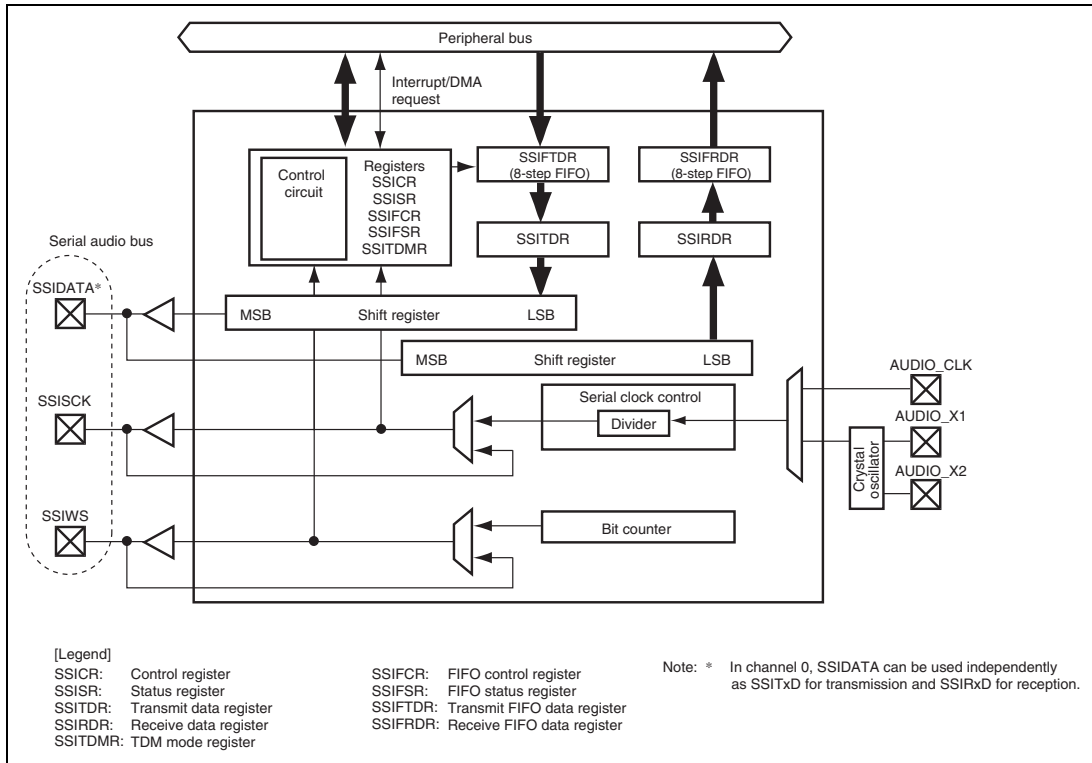 Peripheral bus
Interrupt/DMA
request
Control
circuit
Registers
SSICR
SSISR
SSIFCR
SSIFSR
SSITDMR
SSIFTDR
(8-step FIFO)
SSIFRDR
(8-step FIFO)
SSITDR
SSIRDR
Serial audio bus
SSIDATA*
MSB Shift register LSB
MSB Shift register LSB
SSISCK
Serial clock control
Divider
AUDIO_CLK
AUDIO_X1
AUDIO_X2
Crystal
oscillator
SSIWS
Bit counter
[Legend]
SSICR: Control register
SSISR: Status register
SSITDR: Transmit data register
SSIRDR: Receive data register
SSITDMR: TDM mode register
SSIFCR: FIFO control register
SSIFSR: FIFO status register
SSIFTDR: Transmit FIFO data register
SSIFRDR: Receive FIFO data register
Note: * In channel 0, SSIDATA can be used independently
as SSITxD for transmission and SSIRxD for reception.